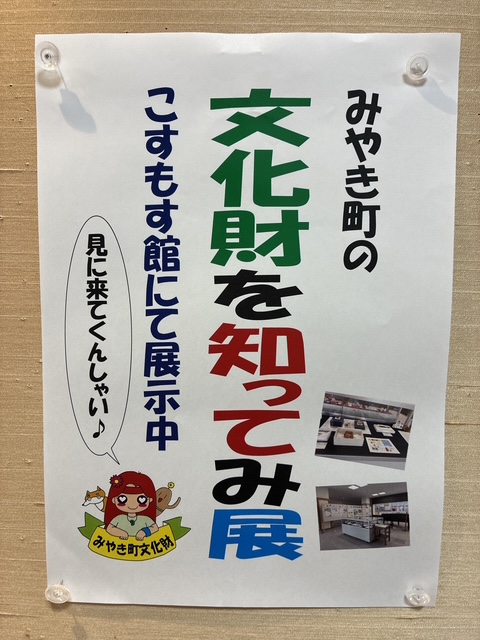 みやき町の
文化財を知ってみ展
こすもす館にて展示中
見に来てくんしゃい♪
みやき町文化財